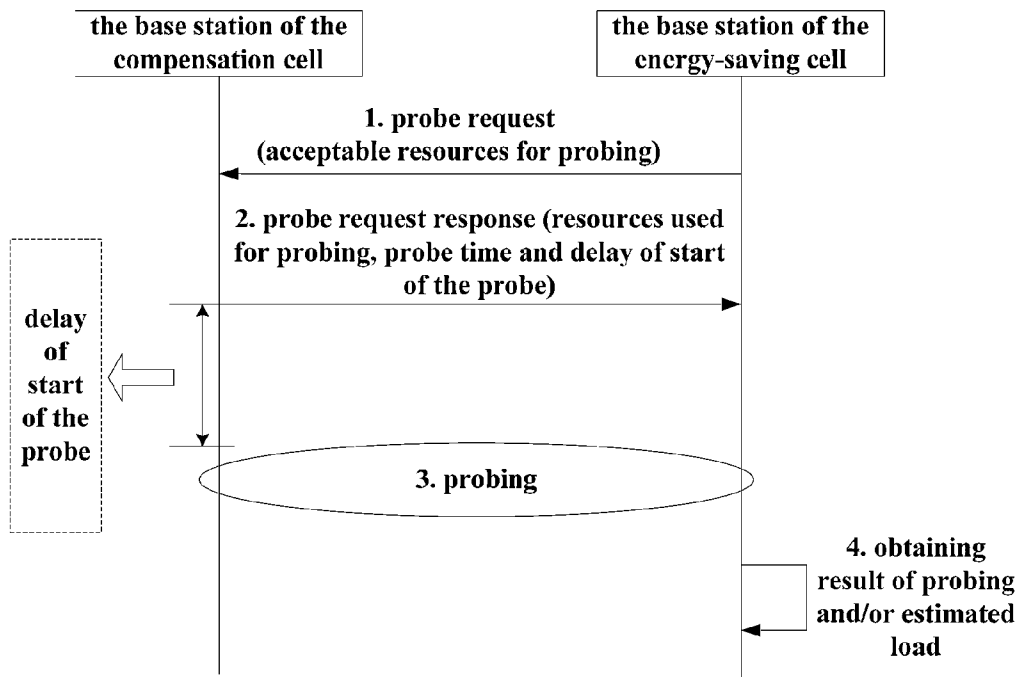 the base station of the
compensation cell
the base station of the
energy-saving cell
1. probe request
(acceptable resources for probing)
2. probe request response (resources used
for probing, probe time and delay of start
of the probe)
delay
of
start
of the
probe
3. probing
4. obtaining
result of probing
and/or estimated
load